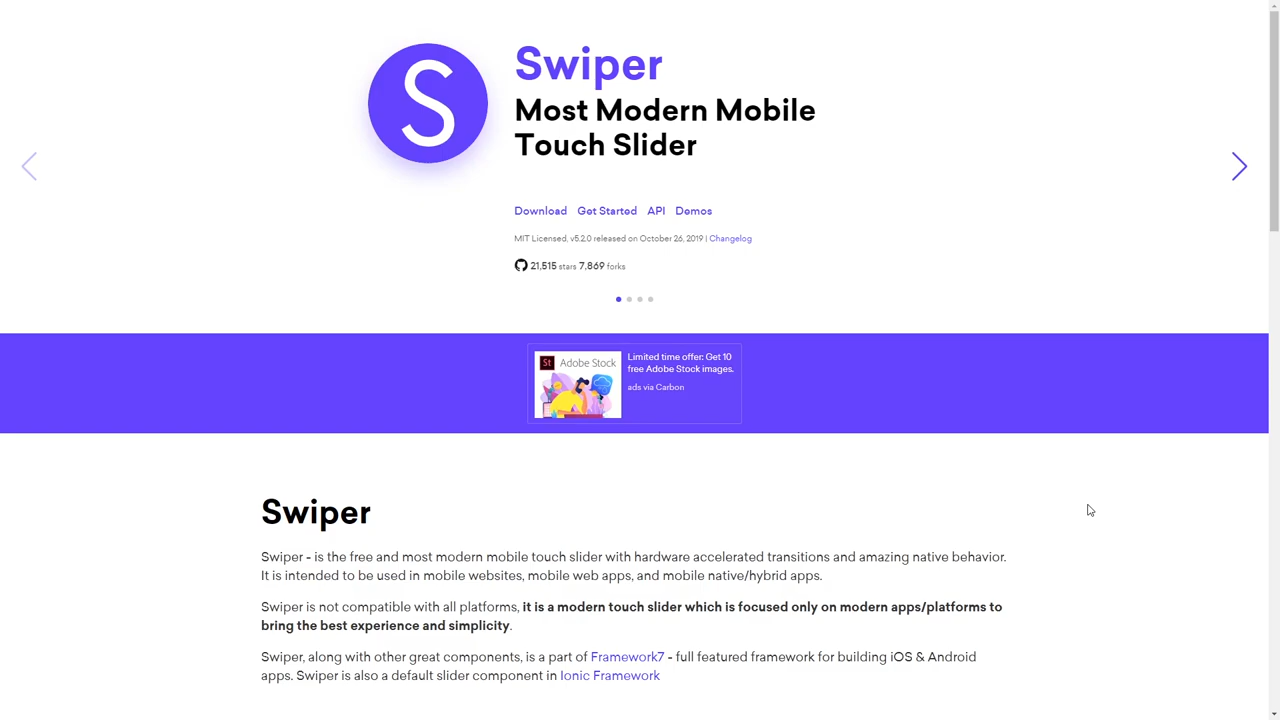 S
Swiper
Most Modern Mobile
Touch Slider
Download Get Started API Demos
MIT Licensed, v5.2.0 released on October 26, 2019 | Changelog
21,515 stars 7,869 forks
St Adobe Stock
Limited time offer: Get 10
free Adobe Stock images.
ads via Carbon
Swiper
Swiper - is the free and most modern mobile touch slider with hardware accelerated transitions and amazing native behavior.
It is intended to be used in mobile websites, mobile web apps, and mobile native/hybrid apps.
Swiper is not compatible with all platforms, it is a modern touch slider which is focused only on modern apps/platforms to
bring the best experience and simplicity.
Swiper, along with other great components, is a part of Framework7 - full featured framework for building iOS & Android
apps. Swiper is also a default slider component in Ionic Framework